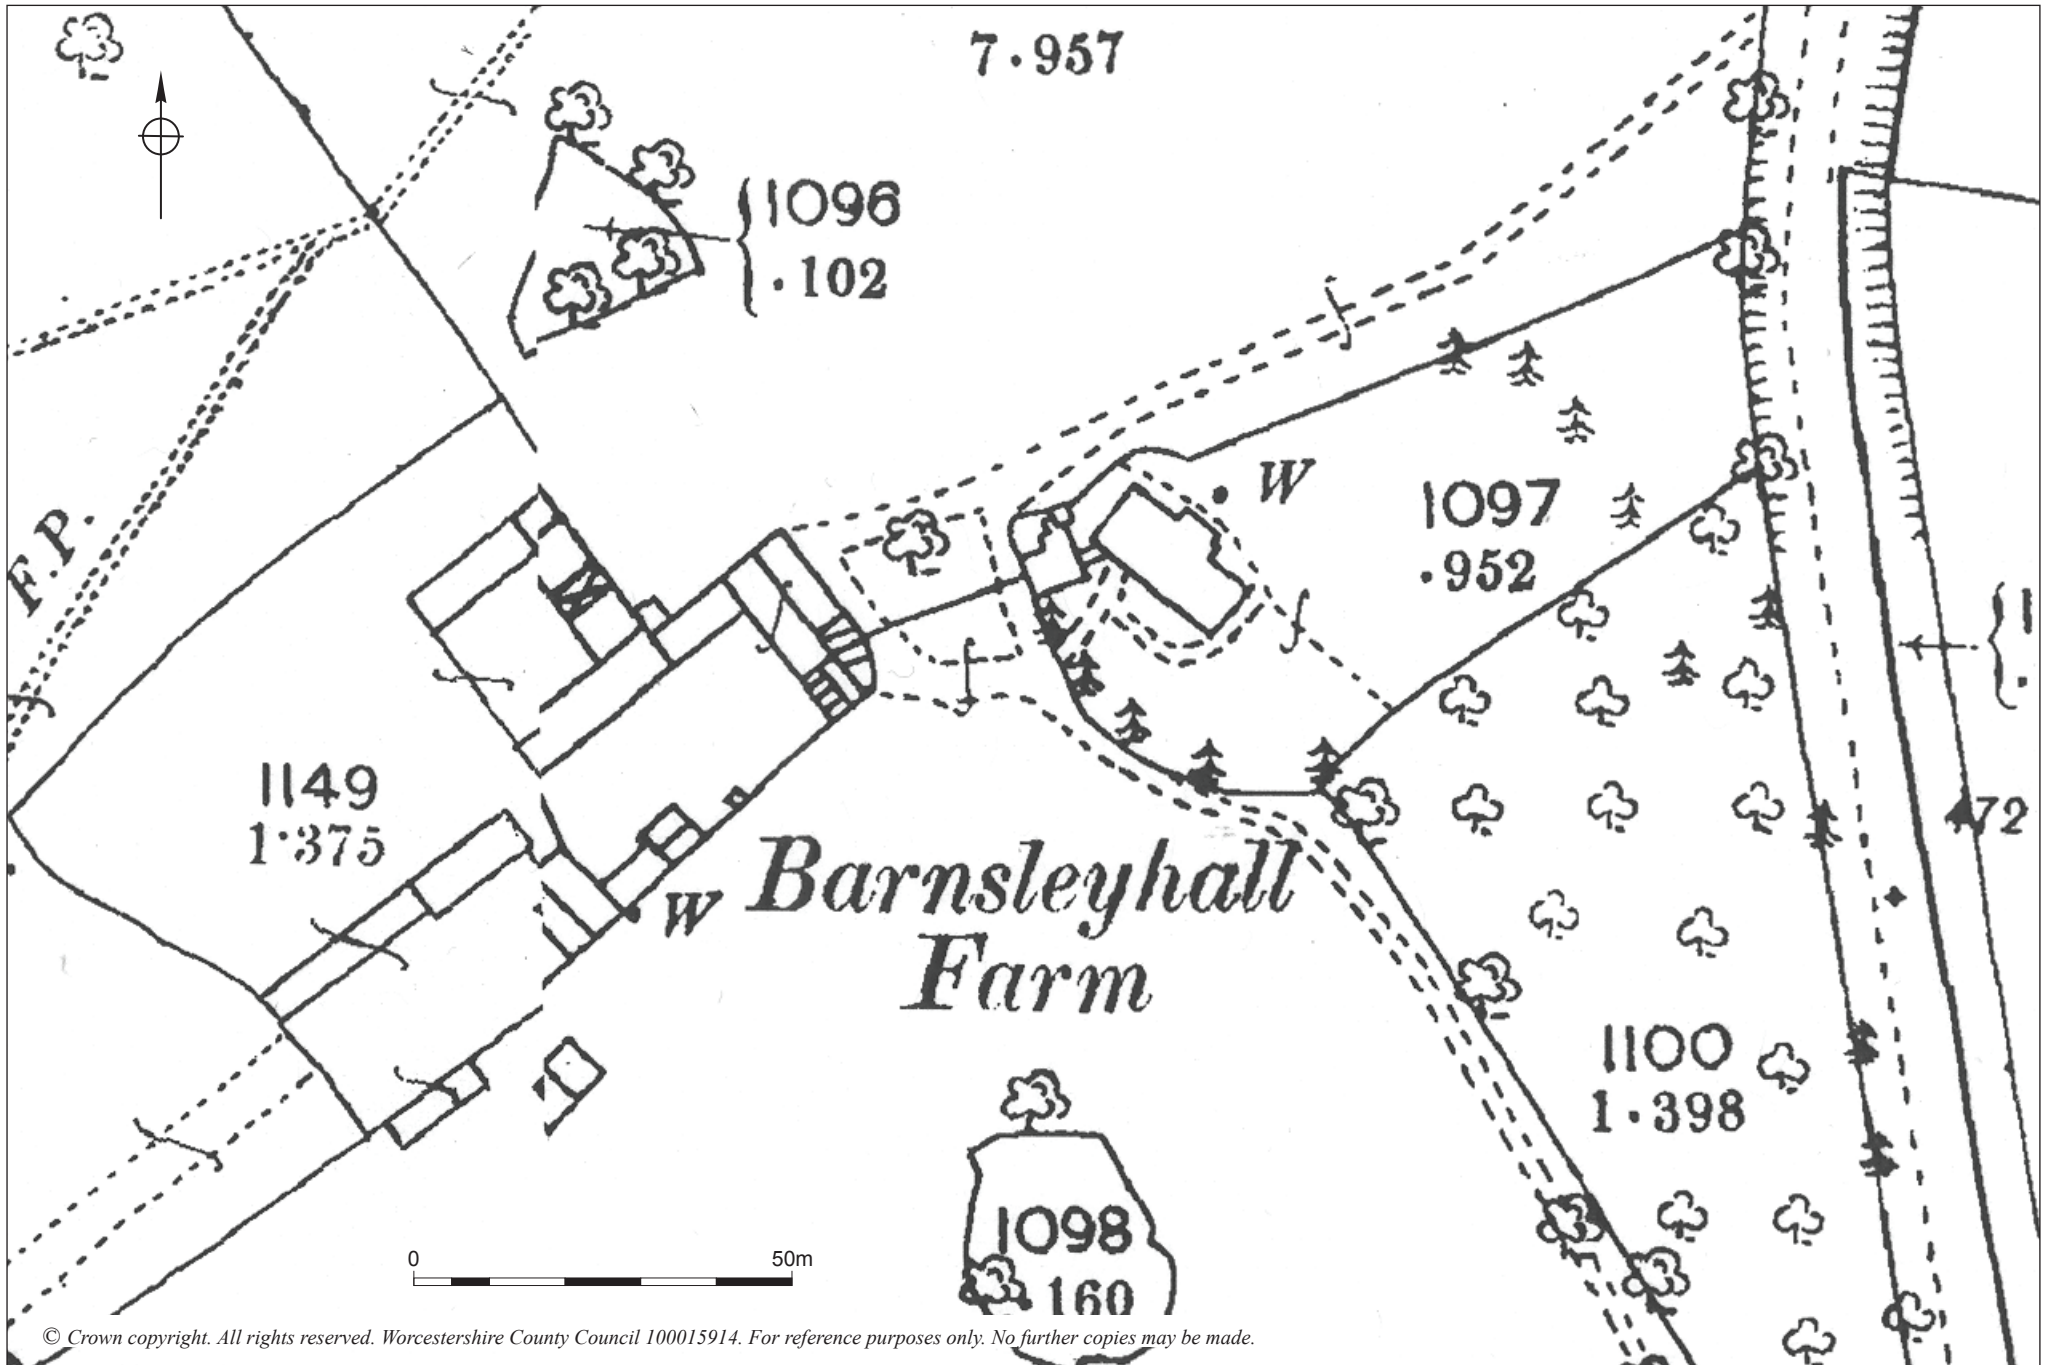 7.957
1096
.102
W
1097
.952
F.P.
1149
1.375
W
Barnsleyhall
Farm
72
1100
1.398
1098
.160
0 50m
© Crown copyright. All rights reserved. Worcestershire County Council 100015914. For reference purposes only. No further copies may be made.